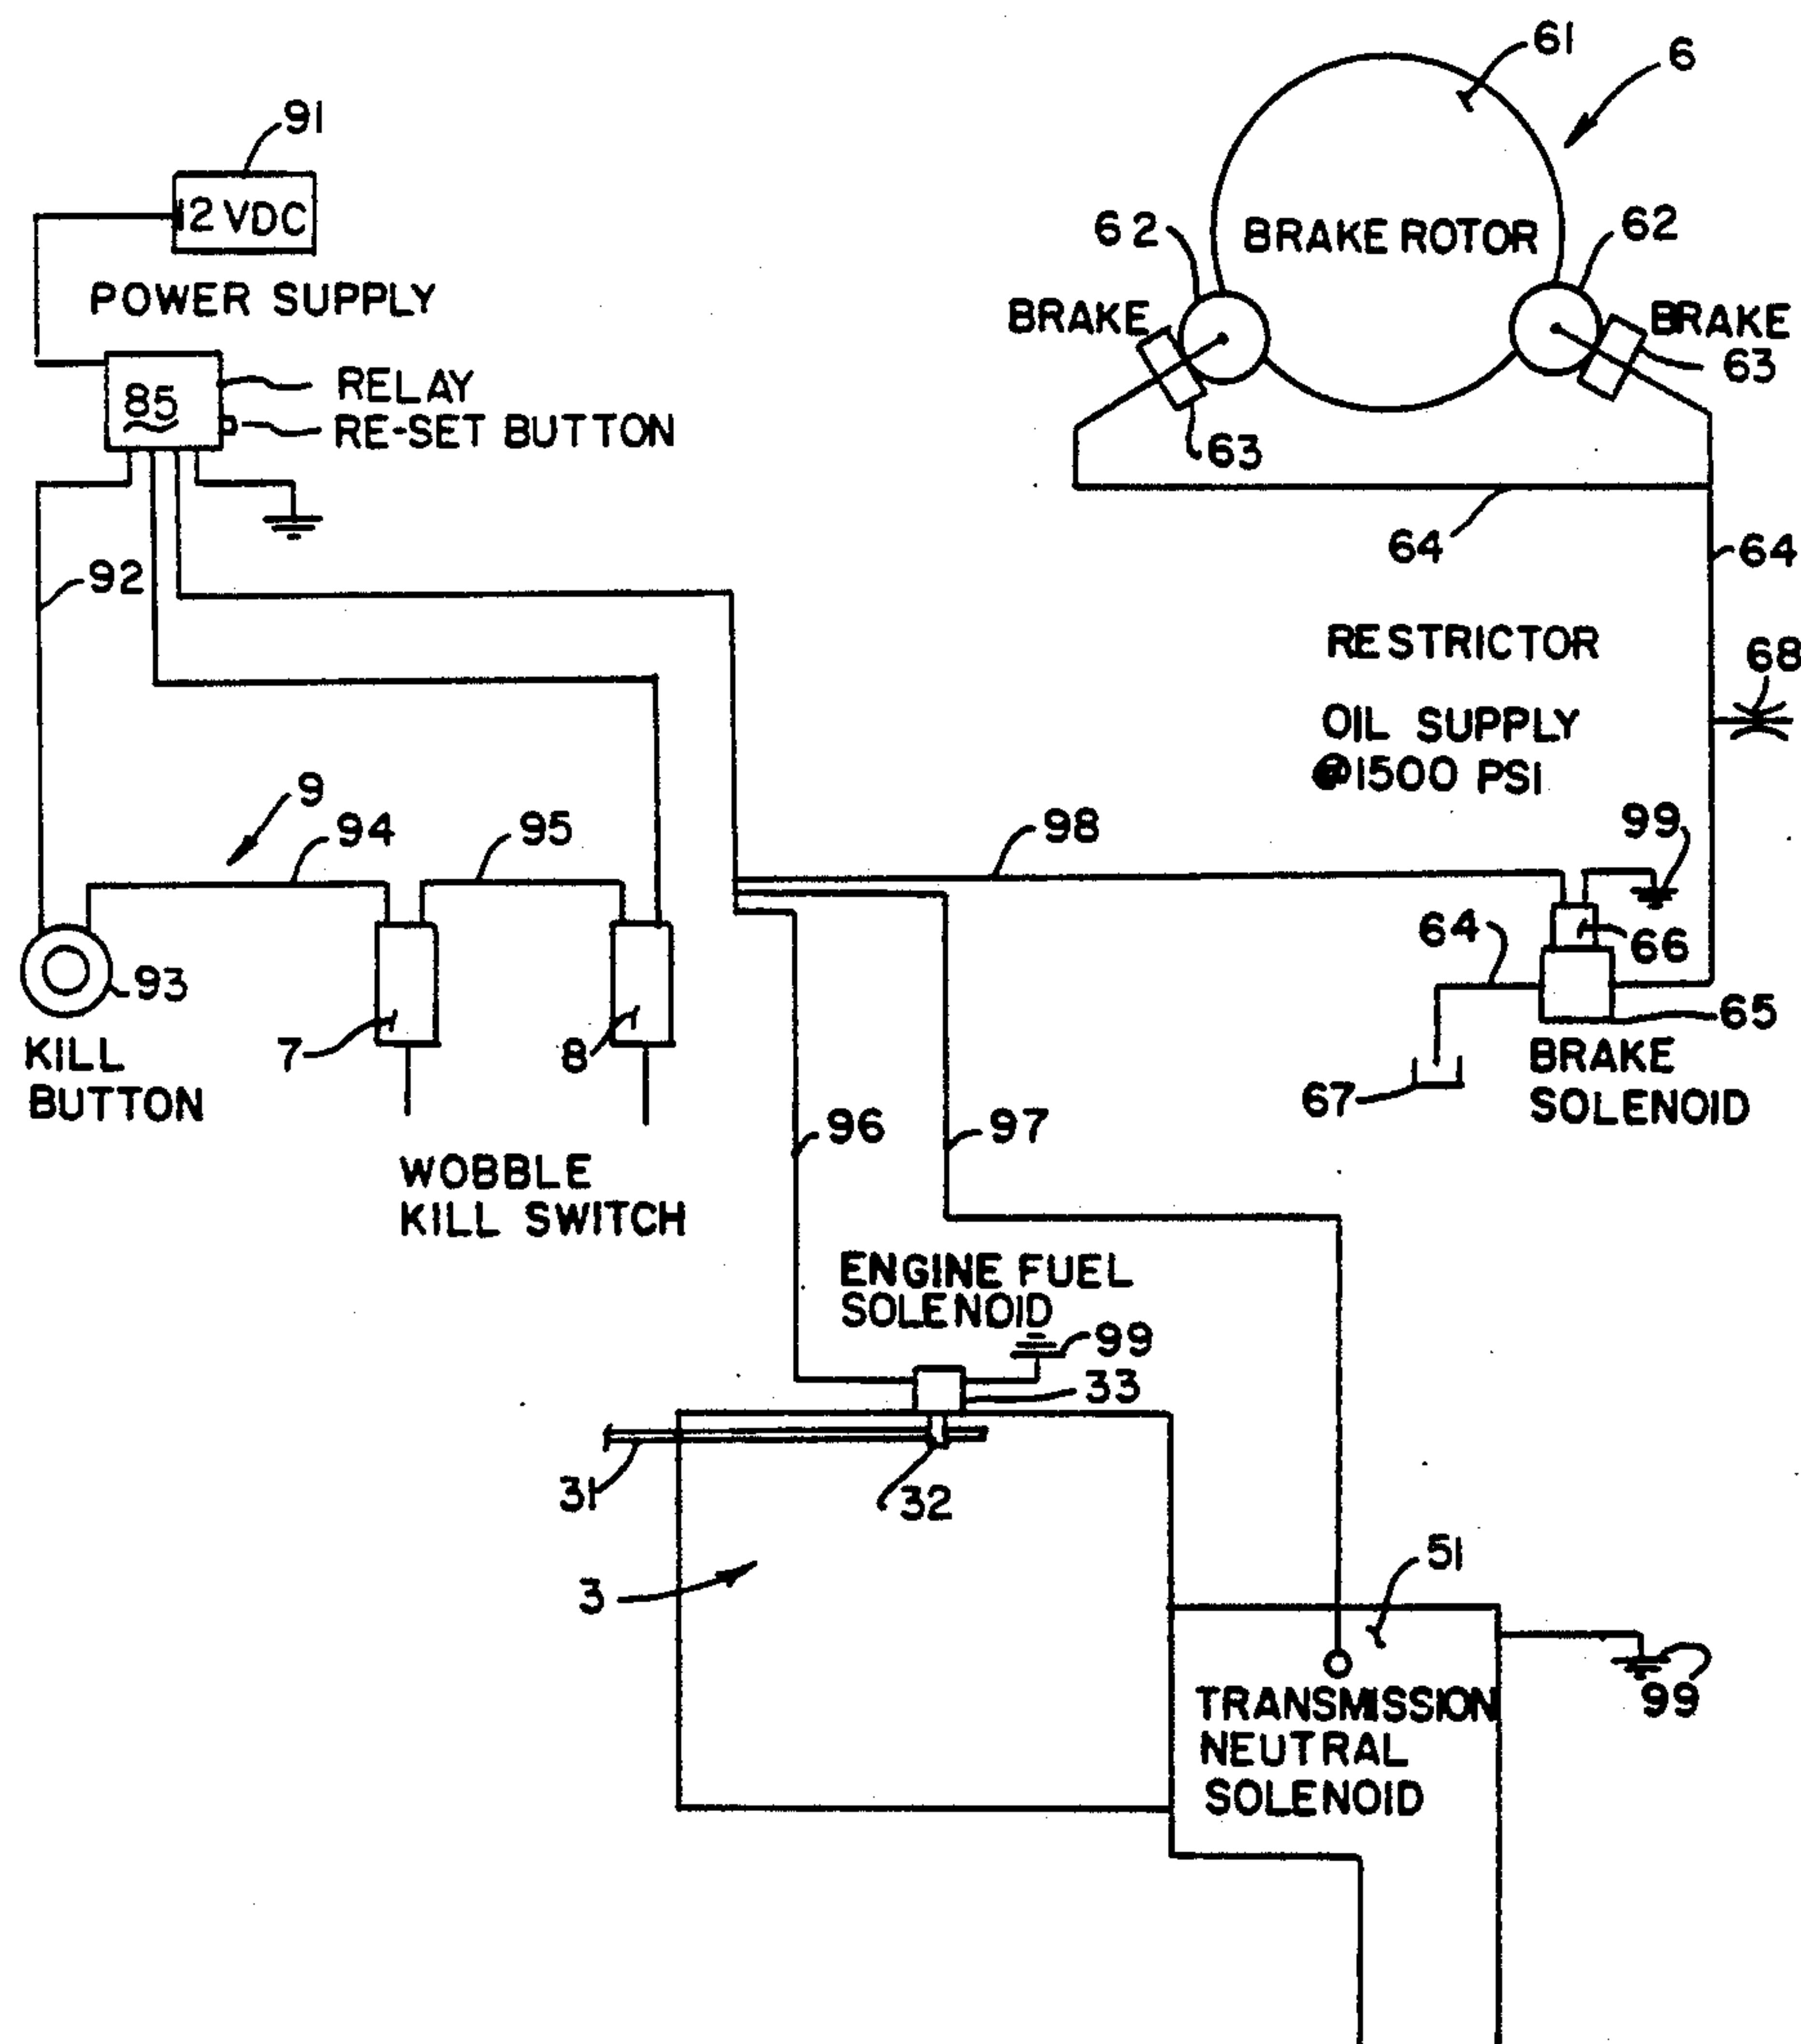 61
6
91
12 VDC
62
BRAKE ROTOR
62
POWER SUPPLY
BRAKE
BRAKE
63
85
RELAY
RE-SET BUTTON
63
64
64
92
RESTRICTOR
68
OIL SUPPLY
@1500 PSI
9
94
95
98
99
64
66
93
65
7
8
KILL
BUTTON
BRAKE
SOLENOID
67
96
97
WOBBLE
KILL SWITCH
ENGINE FUEL
SOLENOID
99
33
31
32
51
3
99
TRANSMISSION
NEUTRAL
SOLENOID